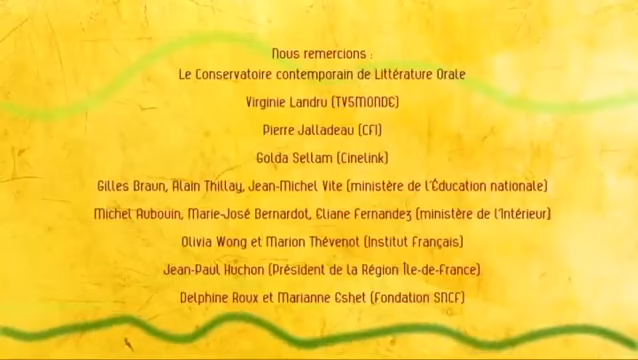 Nous remercions :
Le Conservatoire contemporain de Littérature Orale
Virginie Landru (TV5MONDE)
Pierre Jalladeau (CFI)
Golda Sellam (Cinelink)
Gilles Braun, Alain Thillay, Jean-Michel Vite (ministère de l'Éducation nationale)
Michel Aubouin, Marie-José Bernardot, Eliane Fernandez (ministère de l'Intérieur)
Olivia Wong et Marion Thévenot (Institut Français)
Jean-Paul Huchon (Président de la Région Île-de-France)
Delphine Roux et Marianne Eshet (Fondation SNCF)